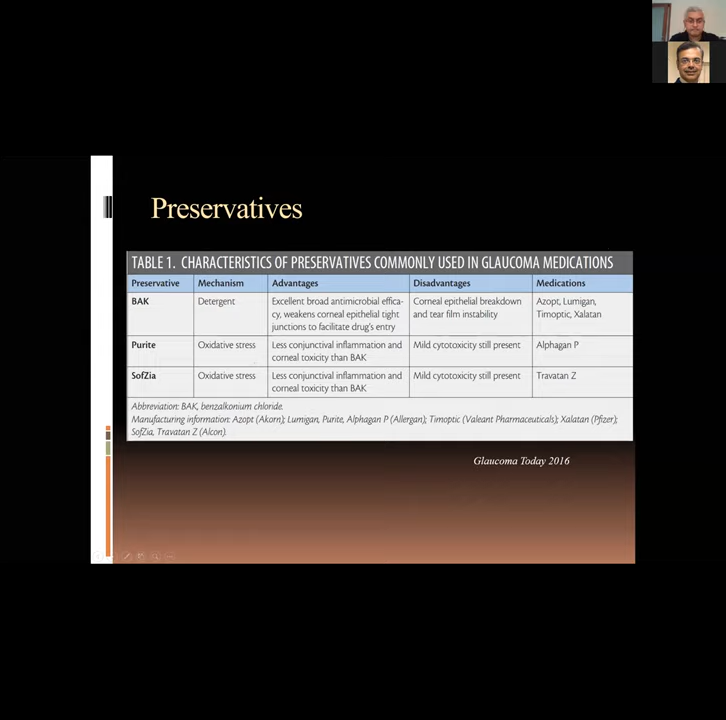 Preservatives
TABLE 1. CHARACTERISTICS OF PRESERVATIVES COMMONLY USED IN GLAUCOMA MEDICATIONS
Preservative Mechanism Advantages Disadvantages Medications
BAK Detergent Excellent broad antimicrobial effica- Corneal epithelial breakdown Azopt, Lumigan,
cy, weakens corneal epithelial tight and tear film instability Timoptic, Xalatan
junctions to facilitate drug's entry
Purite Oxidative stress Less conjunctival inflammation and Mild cytotoxicity still present Alphagan P
corneal toxicity than BAK
SofZia Oxidative stress Less conjunctival inflammation and Mild cytotoxicity still present Travatan Z
corneal toxicity than BAK
Abbreviation: BAK, benzalkonium chloride.
Manufacturing information: Azopt (Akorn); Lumigan, Purite, Alphagan P (Allergan); Timoptic (Valeant Pharmaceuticals); Xalatan (Pfizer);
SofZia, Travatan Z (Alcon).
Glaucoma Today 2016